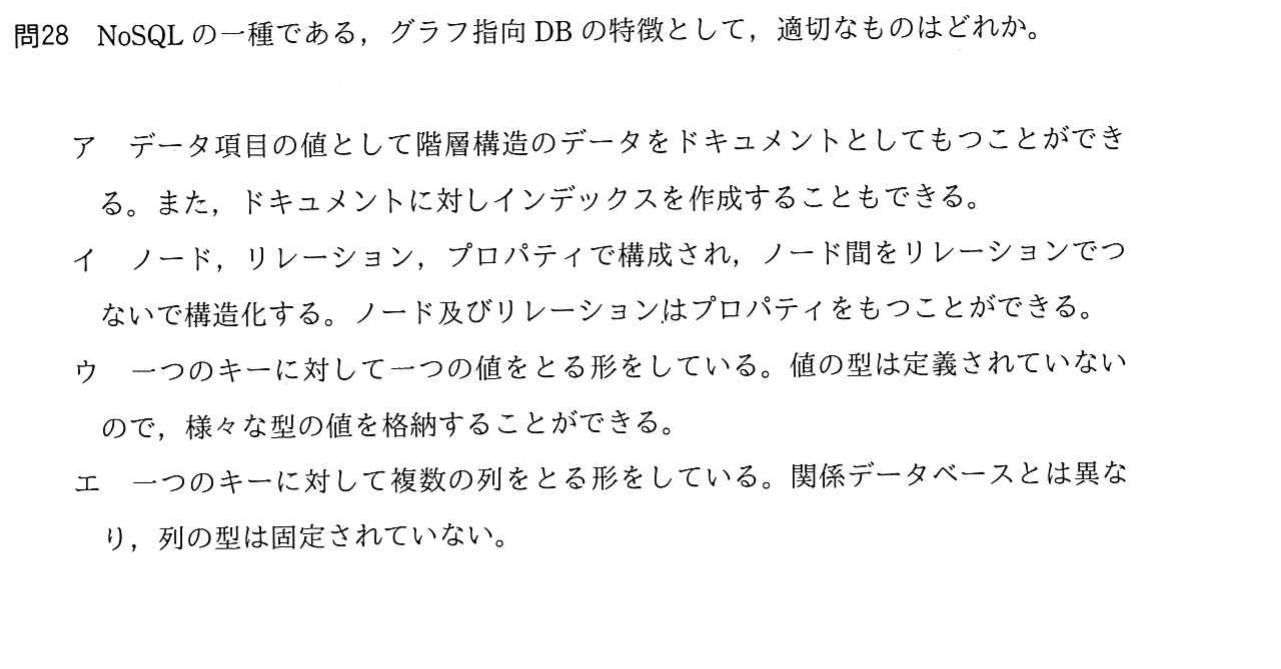 問28 NoSQL の一種である，グラフ指向 DB の特徴として，適切なものはどれか。
ア データ項目の値として階層構造のデータをドキュメントとしてもつことができ
る。また，ドキュメントに対しインデックスを作成することもできる。
イ ノード，リレーション，プロパティで構成され，ノード間をリレーションでつ
ないで構造化する。ノード及びリレーションはプロパティをもつことができる。
ウ 一つのキーに対して一つの値をとる形をしている。値の型は定義されていない
ので，様々な型の値を格納することができる。
エ 一つのキーに対して複数の列をとる形をしている。関係データベースとは異な
り，列の型は固定されていない。